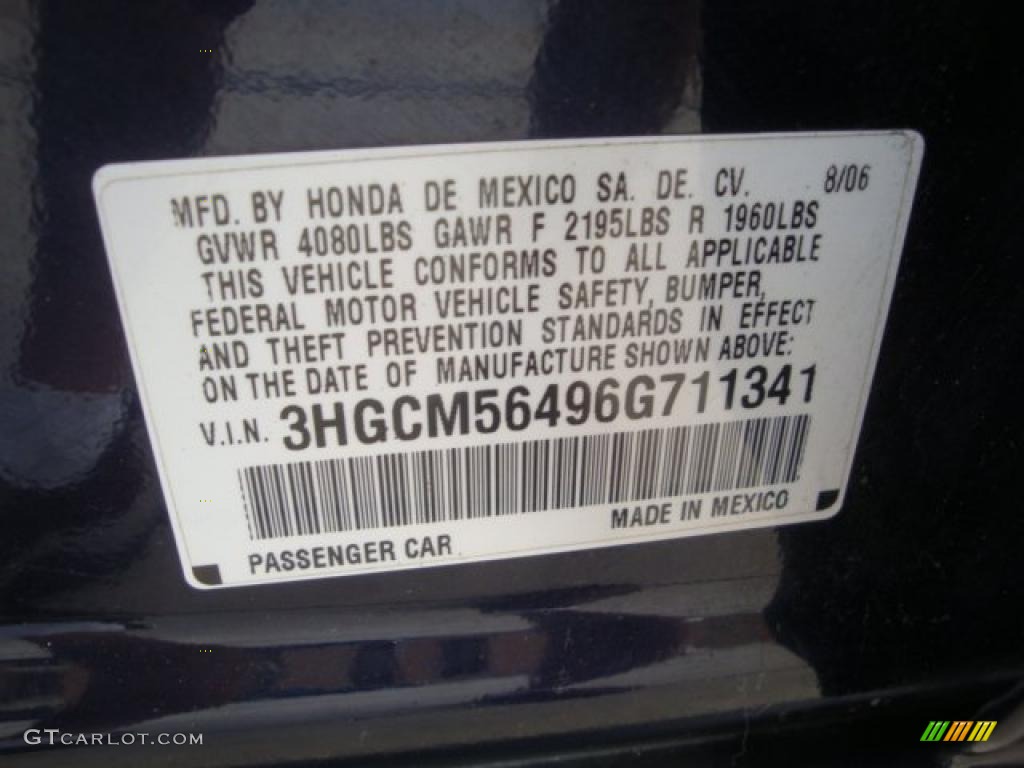 MFD. BY HONDA DE MEXICO SA. DE. CV. 8/06
GVWR 4080LBS GAWR F 2195LBS R 1960LBS
THIS VEHICLE CONFORMS TO ALL APPLICABLE
FEDERAL MOTOR VEHICLE SAFETY, BUMPER,
AND THEFT PREVENTION STANDARDS IN EFFECT
ON THE DATE OF MANUFACTURE SHOWN ABOVE:
V.I.N. 3HGCM56496G711341
PASSENGER CAR MADE IN MEXICO
GTCARLOT.COM